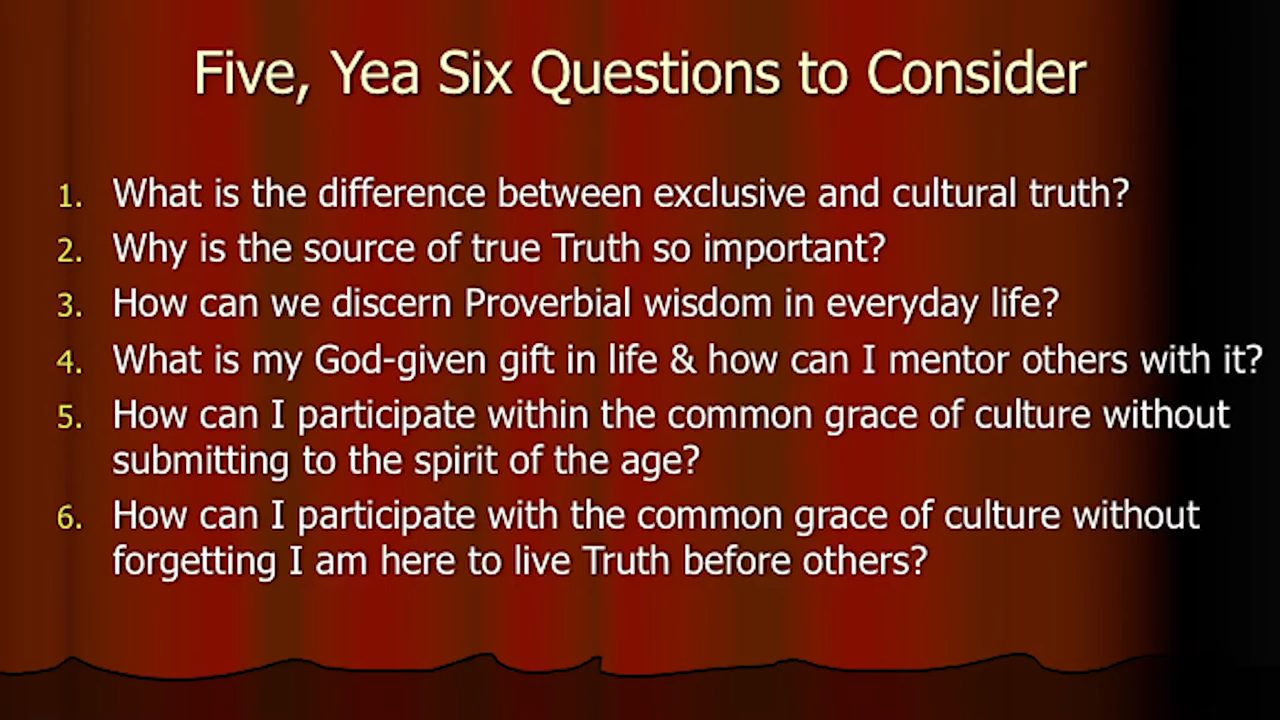 Five, Yea Six Questions to Consider
1. What is the difference between exclusive and cultural truth?
2. Why is the source of true Truth so important?
3. How can we discern Proverbial wisdom in everyday life?
4. What is my God-given gift in life & how can I mentor others with it?
5. How can I participate within the common grace of culture without
submitting to the spirit of the age?
6. How can I participate with the common grace of culture without
forgetting I am here to live Truth before others?